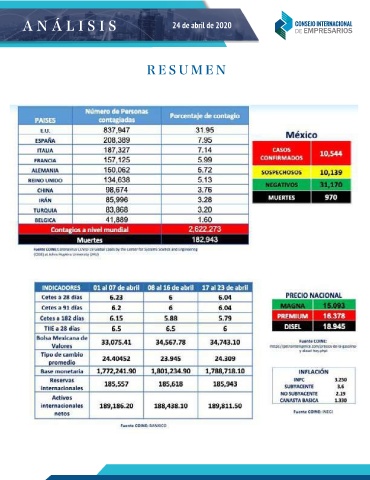 ANÁLISIS
24 de abril de 2020
CONSEJO INTERNACIONAL
DE EMPRESARIOS
RESUMEN
PAISES Número de Personas contagiadas Porcentaje de contagio
E.U. 837,947 31.95
ESPAÑA 208,389 7.95
ITALIA 187,327 7.14
FRANCIA 157,125 5.99
ALEMANIA 150,062 5.72
REINO UNIDO 134,638 5.13
CHINA 98,674 3.76
IRÁN 85,996 3.28
TURQUIA 83,868 3.20
BELGICA 41,889 1.60
Contagios a nivel mundial 2,622,273
Muertes 182,943
México
CASOS CONFIRMADOS 10,544
SOSPECHOSOS 10,139
NEGATIVOS 31,170
MUERTES 970
INDICADORES 01 al 07 de abril 08 al 16 de abril 17 al 23 de abril
Cetes a 28 días 6.23 6 6.04
Cetes a 91 días 6.2 6 6.04
Cetes a 182 días 6.15 5.88 5.79
TIIE a 28 días 6.5 6.5 6
Bolsa Mexicana de Valores 33,075.41 34,567.78 34,743.10
Tipo de cambio promedio 24.40452 23.945 24.309
Base monetaria 1,772,241.90 1,801,234.90 1,788,718.10
Reservas internacionales 185,557 185,618 185,943
Activos internacionales netos 189,186.20 188,438.10 189,811.50
Fuente COINE: BANXICO
PRECIO NACIONAL
MAGNA 15.092
PREMIUM 16.378
DISEL 18.945
Fuente COINE:
INFLACIÓN
INPC 3.250
SUBYACENTE 3.6
NO SUBYACENTE 2.19
CANASTA BASICA 1.330
Fuente COINE: INEGI